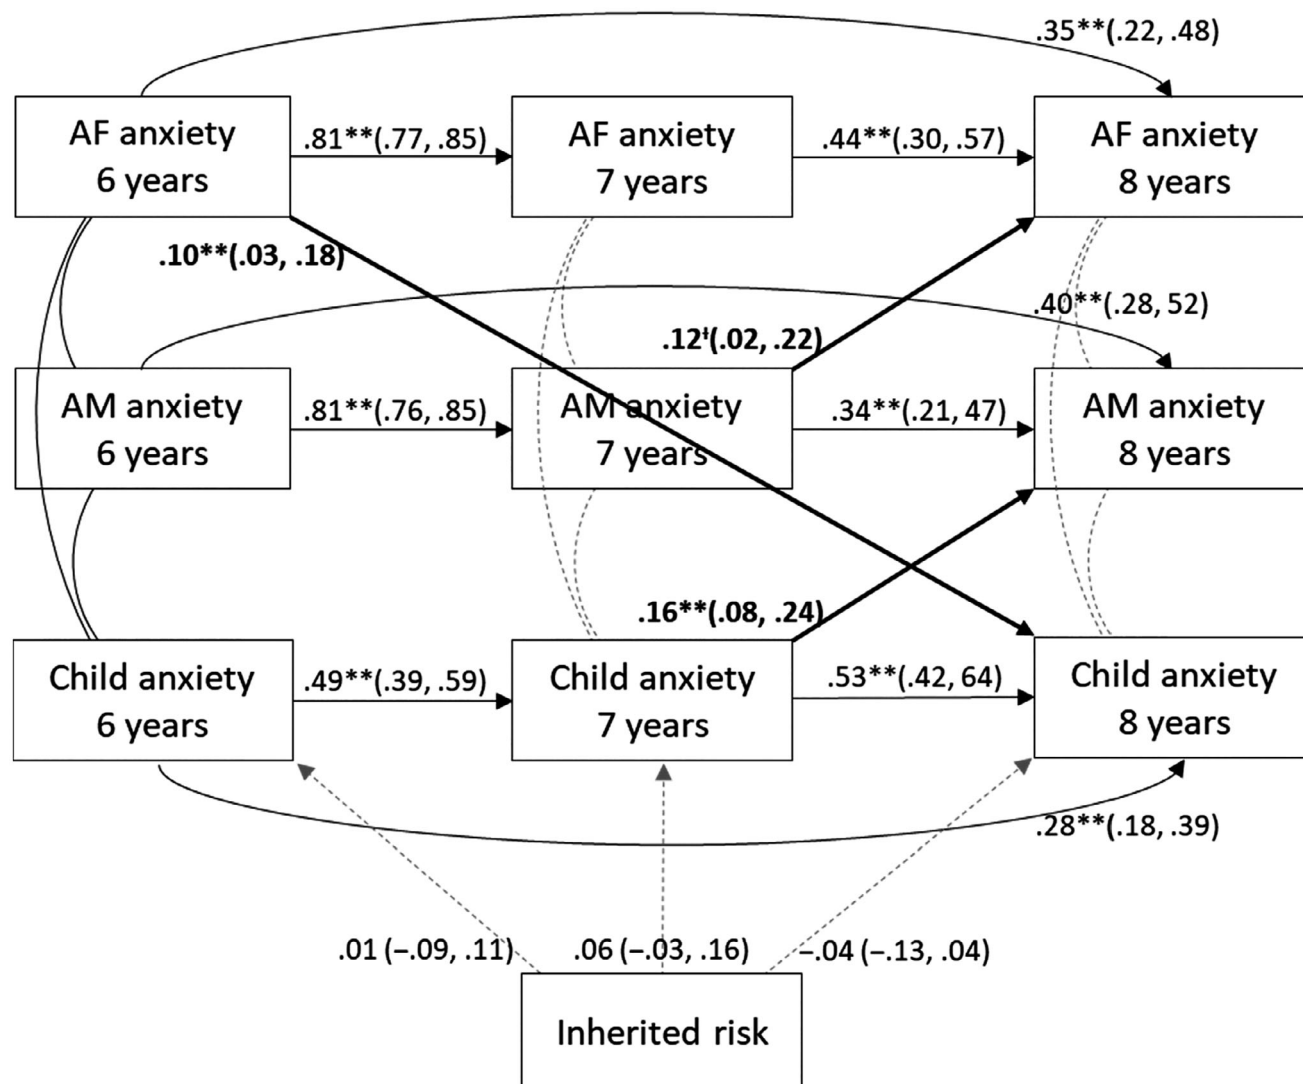 .35**(.22, .48)
AF anxiety
6 years
.81**(.77, .85)
AF anxiety
7 years
.44**(.30, .57)
AF anxiety
8 years
.10**(.03, .18)
.40**(.28, 52)
.12ƚ(.02, .22)
AM anxiety
6 years
.81**(.76, .85)
AM anxiety
7 years
.34**(.21, 47)
AM anxiety
8 years
.16**(.08, .24)
Child anxiety
6 years
.49**(.39, .59)
Child anxiety
7 years
.53**(.42, 64)
Child anxiety
8 years
.28**(.18, .39)
.01 (−.09, .11)
.06 (−.03, .16)
−.04 (−.13, .04)
Inherited risk